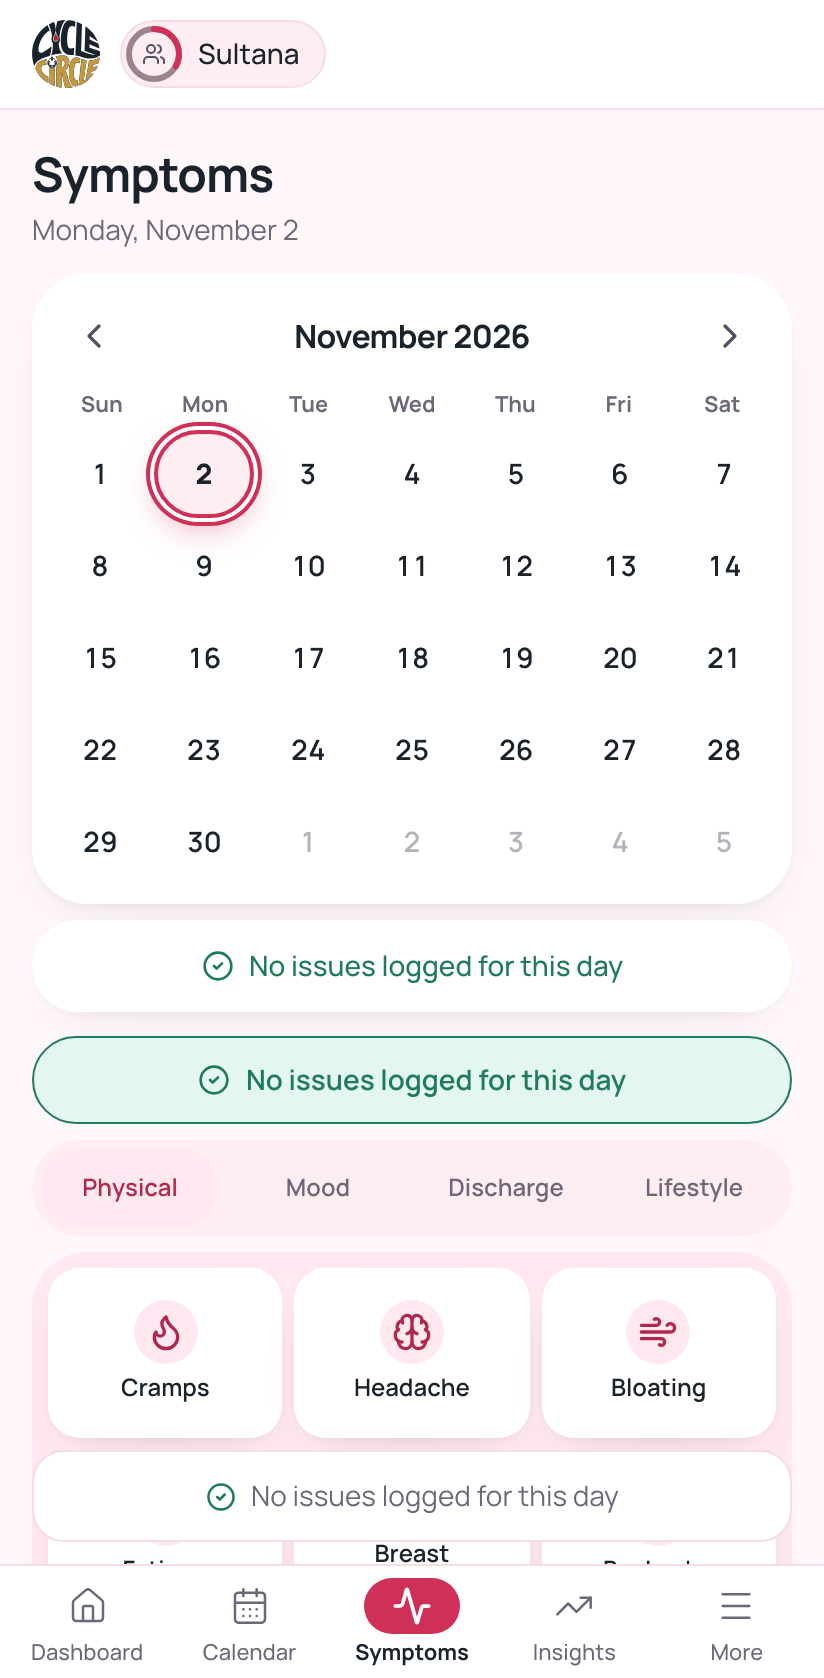 CYCLE
CIRCLE
Sultana
Symptoms
Monday, November 2
November 2026
Sun Mon Tue Wed Thu Fri Sat
1 2 3 4 5 6 7
8 9 10 11 12 13 14
15 16 17 18 19 20 21
22 23 24 25 26 27 28
29 30 1 2 3 4 5
No issues logged for this day
No issues logged for this day
Physical Mood Discharge Lifestyle
Cramps Headache Bloating
No issues logged for this day
Breast
Dashboard Calendar Symptoms Insights More